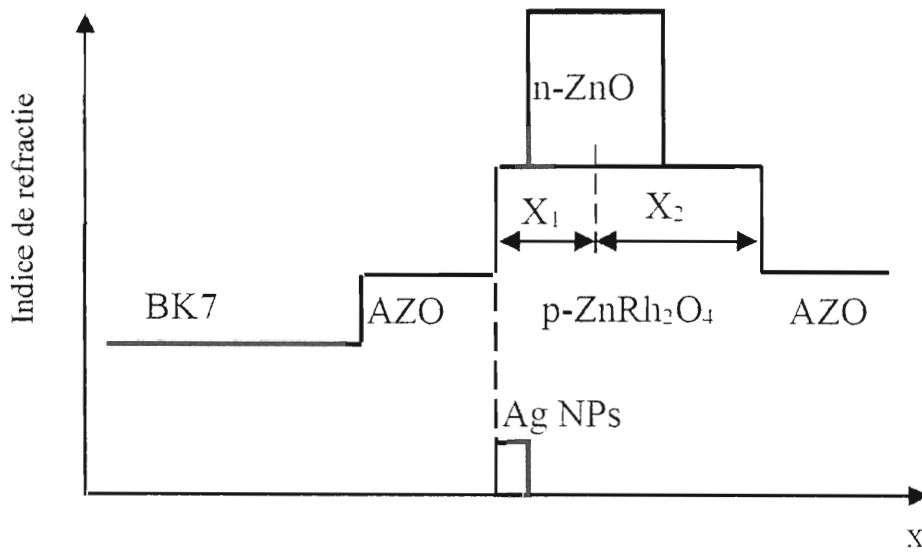 Indice de refractie
n-ZnO
X₁
X₂
BK7
AZO
p-ZnRh₂O₄
AZO
Ag NPs
x